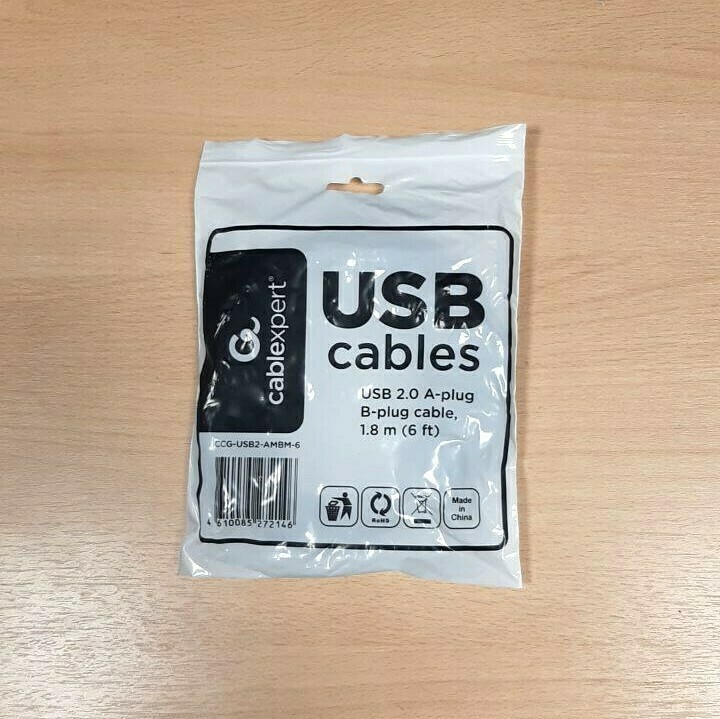 cablexpert®
USB
cables
USB 2.0 A-plug
B-plug cable,
1.8 m (6 ft)
CCG-USB2-AMBM-6
4 610085 272146
RoHS
Made
in
China